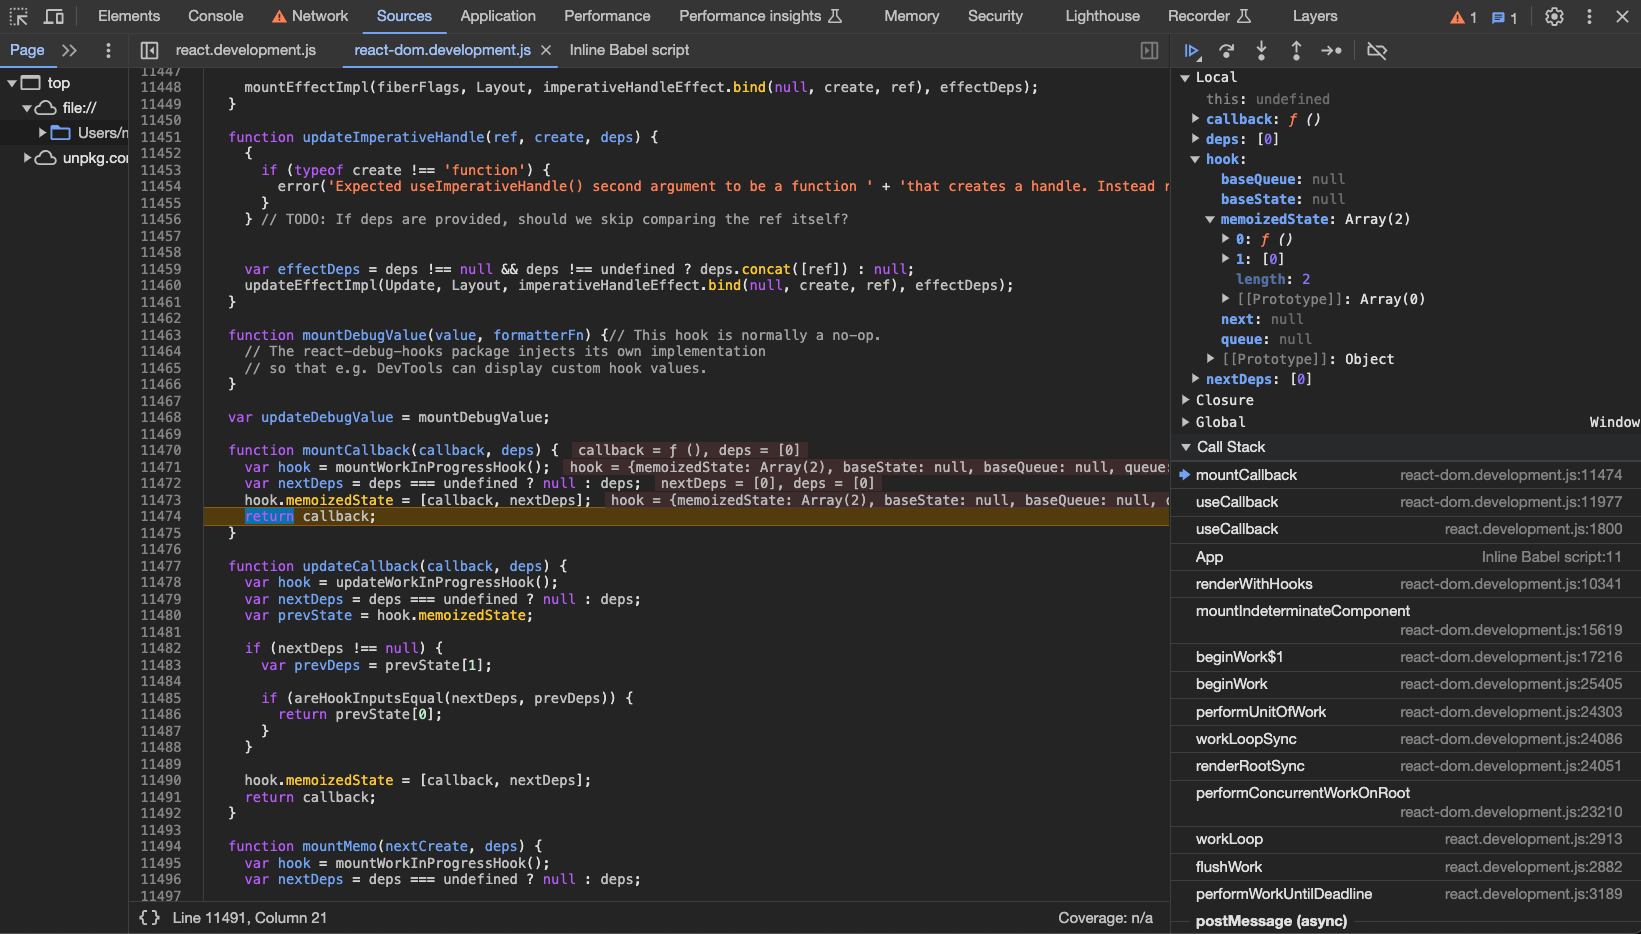 Elements Console Network Sources Application Performance Performance insights Memory Security Lighthouse Recorder Layers 1 1
Page react.development.js react-dom.development.js Inline Babel script
top
file://
Users/
unpkg.co
11447
11448 mountEffectImpl(fiberFlags, Layout, imperativeHandleEffect.bind(null, create, ref), effectDeps);
11449 }
11450
11451 function updateImperativeHandle(ref, create, deps) {
11452 {
11453 if (typeof create !== 'function') {
11454 error('Expected useImperativeHandle() second argument to be a function ' + 'that creates a handle. Instead r
11455 }
11456 } // TODO: If deps are provided, should we skip comparing the ref itself?
11457
11458
11459 var effectDeps = deps !== null && deps !== undefined ? deps.concat([ref]) : null;
11460 updateEffectImpl(Update, Layout, imperativeHandleEffect.bind(null, create, ref), effectDeps);
11461 }
11462
11463 function mountDebugValue(value, formatterFn) {// This hook is normally a no-op.
11464 // The react-debug-hooks package injects its own implementation
11465 // so that e.g. DevTools can display custom hook values.
11466 }
11467
11468 var updateDebugValue = mountDebugValue;
11469
11470 function mountCallback(callback, deps) { callback = ƒ (), deps = [0]
11471 var hook = mountWorkInProgressHook(); hook = {memoizedState: Array(2), baseState: null, baseQueue: null, queue:
11472 var nextDeps = deps === undefined ? null : deps; nextDeps = [0], deps = [0]
11473 hook.memoizedState = [callback, nextDeps]; hook = {memoizedState: Array(2), baseState: null, baseQueue: null, q
11474 return callback;
11475 }
11476
11477 function updateCallback(callback, deps) {
11478 var hook = updateWorkInProgressHook();
11479 var nextDeps = deps === undefined ? null : deps;
11480 var prevState = hook.memoizedState;
11481
11482 if (nextDeps !== null) {
11483 var prevDeps = prevState[1];
11484
11485 if (areHookInputsEqual(nextDeps, prevDeps)) {
11486 return prevState[0];
11487 }
11488 }
11489
11490 hook.memoizedState = [callback, nextDeps];
11491 return callback;
11492 }
11493
11494 function mountMemo(nextCreate, deps) {
11495 var hook = mountWorkInProgressHook();
11496 var nextDeps = deps === undefined ? null : deps;
11497
{} Line 11491, Column 21 Coverage: n/a
Local
this: undefined
callback: ƒ ()
deps: [0]
hook:
baseQueue: null
baseState: null
memoizedState: Array(2)
0: ƒ ()
1: [0]
length: 2
[[Prototype]]: Array(0)
next: null
queue: null
[[Prototype]]: Object
nextDeps: [0]
Closure
Global Window
Call Stack
mountCallback react-dom.development.js:11474
useCallback react-dom.development.js:11977
useCallback react.development.js:1800
App Inline Babel script:11
renderWithHooks react-dom.development.js:10341
mountIndeterminateComponent
react-dom.development.js:15619
beginWork$1 react-dom.development.js:17216
beginWork react-dom.development.js:25405
performUnitOfWork react-dom.development.js:24303
workLoopSync react-dom.development.js:24086
renderRootSync react-dom.development.js:24051
performConcurrentWorkOnRoot
react-dom.development.js:23210
workLoop react.development.js:2913
flushWork react.development.js:2882
performWorkUntilDeadline react.development.js:3189
postMessage (async)